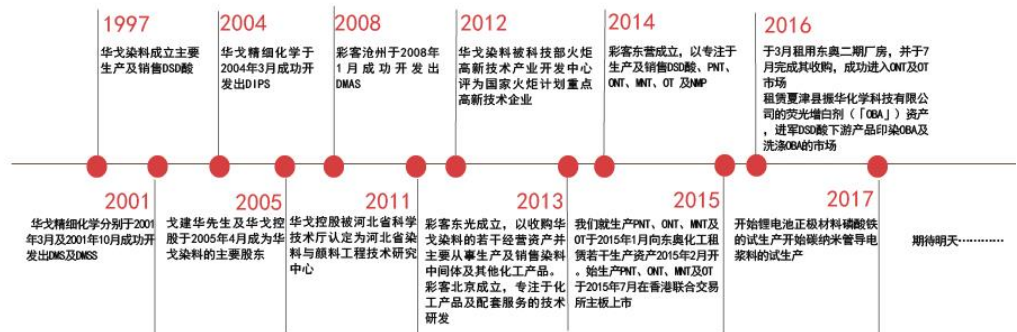 1997
华戈染料成立主要
生产及销售DSD酸
2004
华戈精细化学于
2004年3月成功开
发出DIPS
2008
彩客沧州于2008年
1月成功开发出
DMAS
2012
华戈染料被科技部火炬
高新技术产业开发中心
评为国家火炬计划重点
高新技术企业
2014
彩客东营成立，以专注于
生产及销售DSD酸、PNT、
ONT、MNT、OT 及NMP
2016
于3月租用东奥二期厂房，并于7
月完成其收购，成功进入ONT及OT
市场
租赁夏津县振华化学科技有限公
司的荧光增白剂（「OBA」）资产
，进军DSD酸下游产品印染OBA及
洗涤OBA的市场
2001
华戈精细化学分别于2001
年3月及2001年10月成功开
发出DMS及DMSS
2005
戈建华先生及华戈控
股于2005年4月成为华
戈染料的主要股东
2011
华戈控股被河北省科学
技术厅认定为河北省染
料与颜料工程技术研究
中心
2013
彩客东光成立，以收购华
戈染料的若干经营资产并
主要从事生产及销售染料
中间体及其他化工产品。
彩客北京成立，专注于化
工产品及配套服务的技术
研发
2015
我们就生产PNT、ONT、MNT及
OT于2015年1月向东奥化工租
赁若干生产资产2015年2月开
。始生产PNT、ONT、MNT及OT
于2015年7月在香港联合交易
所主板上市
2017
开始锂电池正极材料磷酸铁
的试生产开始碳纳米管导电
浆料的试生产
期待明天…………